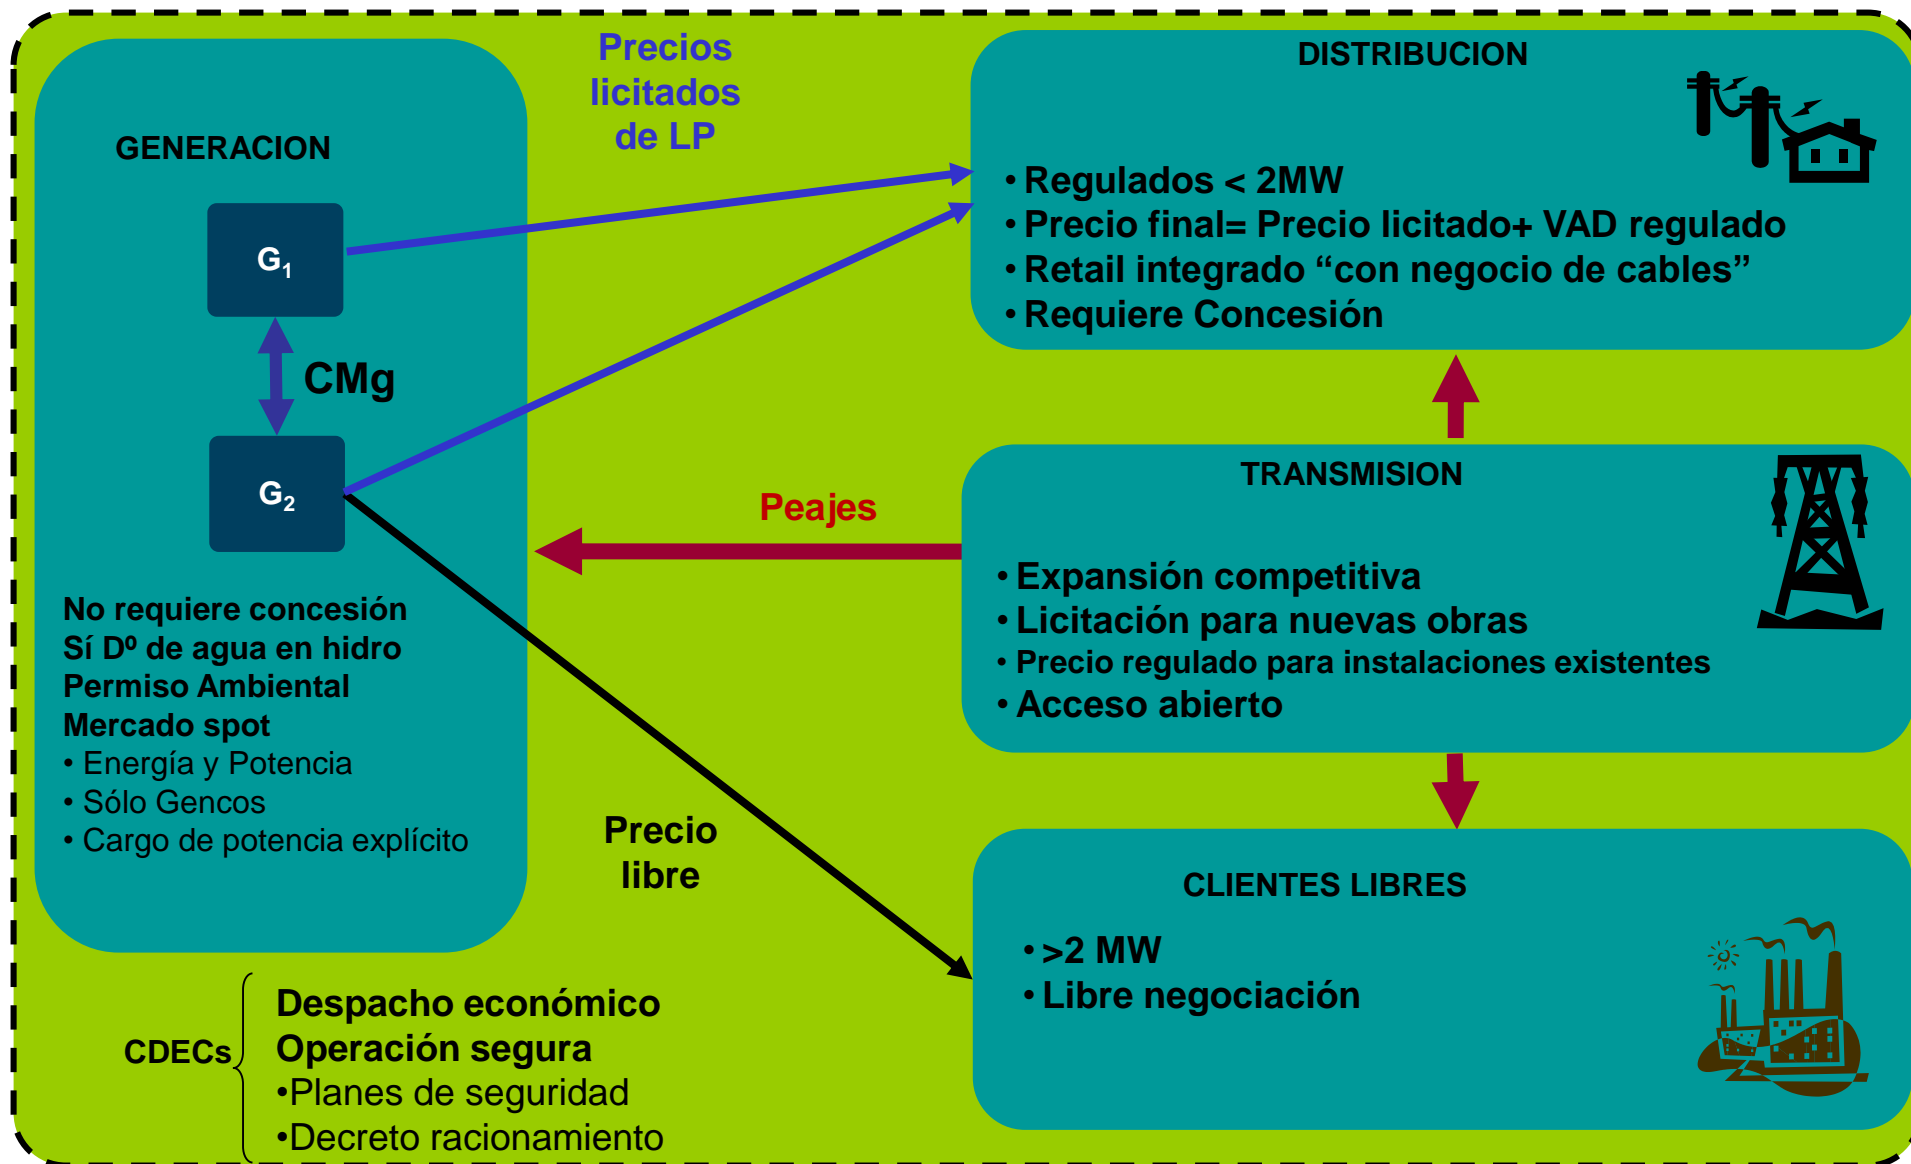 GENERACION
G1
CMg
G2
No requiere concesión
Sí Dº de agua en hidro
Permiso Ambiental
Mercado spot
• Energía y Potencia
• Sólo Gencos
• Cargo de potencia explícito
Precios
licitados
de LP
Peajes
Precio
libre
DISTRIBUCION
• Regulados < 2MW
• Precio final= Precio licitado+ VAD regulado
• Retail integrado “con negocio de cables”
• Requiere Concesión
TRANSMISION
• Expansión competitiva
• Licitación para nuevas obras
• Precio regulado para instalaciones existentes
• Acceso abierto
CLIENTES LIBRES
• >2 MW
• Libre negociación
CDECs
Despacho económico
Operación segura
•Planes de seguridad
•Decreto racionamiento